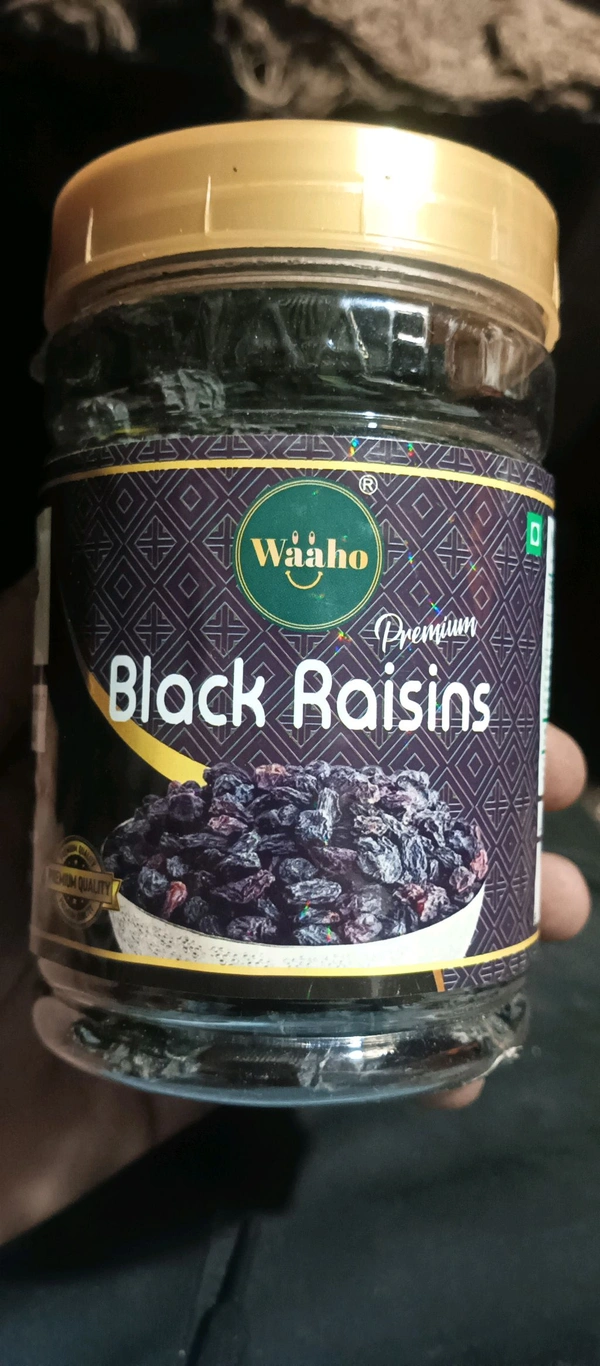 ®
Waaho
Premium
Black Raisins
PREMIUM QUALITY